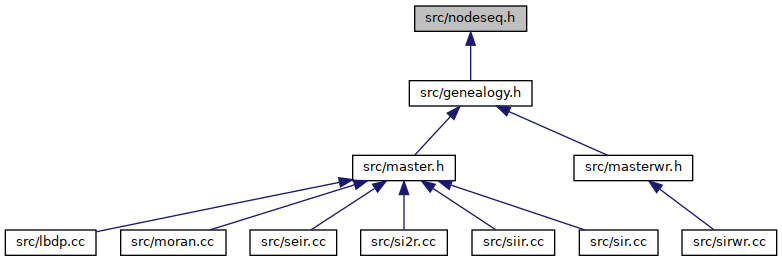 src/nodeseq.h
src/genealogy.h
src/master.h
src/masterwr.h
src/lbdp.cc
src/moran.cc
src/seir.cc
src/si2r.cc
src/siir.cc
src/sir.cc
src/sirwr.cc